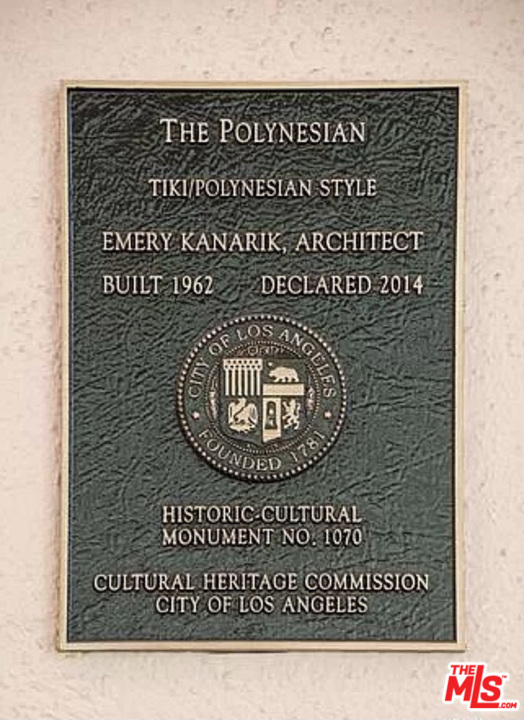 THE POLYNESIAN
TIKI/POLYNESIAN STYLE
EMERY KANARIK, ARCHITECT
BUILT 1962 DECLARED 2014
CITY OF LOS ANGELES
FOUNDED 1781
HISTORIC-CULTURAL
MONUMENT NO. 1070
CULTURAL HERITAGE COMMISSION
CITY OF LOS ANGELES
THE
MLS™
.COM